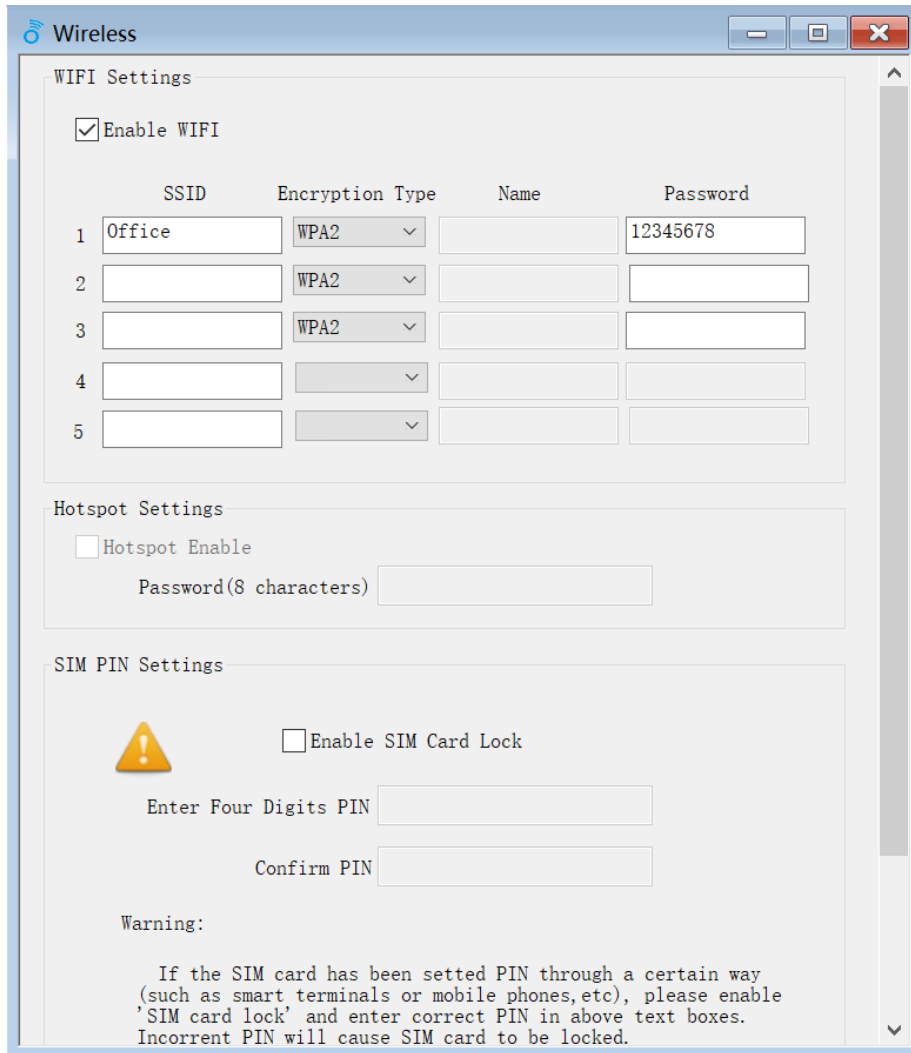 Wireless
WIFI Settings
Enable WIFI
SSID Encryption Type Name Password
1 Office WPA2 12345678
2 WPA2
3 WPA2
4
5
Hotspot Settings
Hotspot Enable
Password(8 characters)
SIM PIN Settings
Enable SIM Card Lock
Enter Four Digits PIN
Confirm PIN
Warning:
If the SIM card has been setted PIN through a certain way
(such as smart terminals or mobile phones,etc), please enable
'SIM card lock' and enter correct PIN in above text boxes.
Incorrent PIN will cause SIM card to be locked.